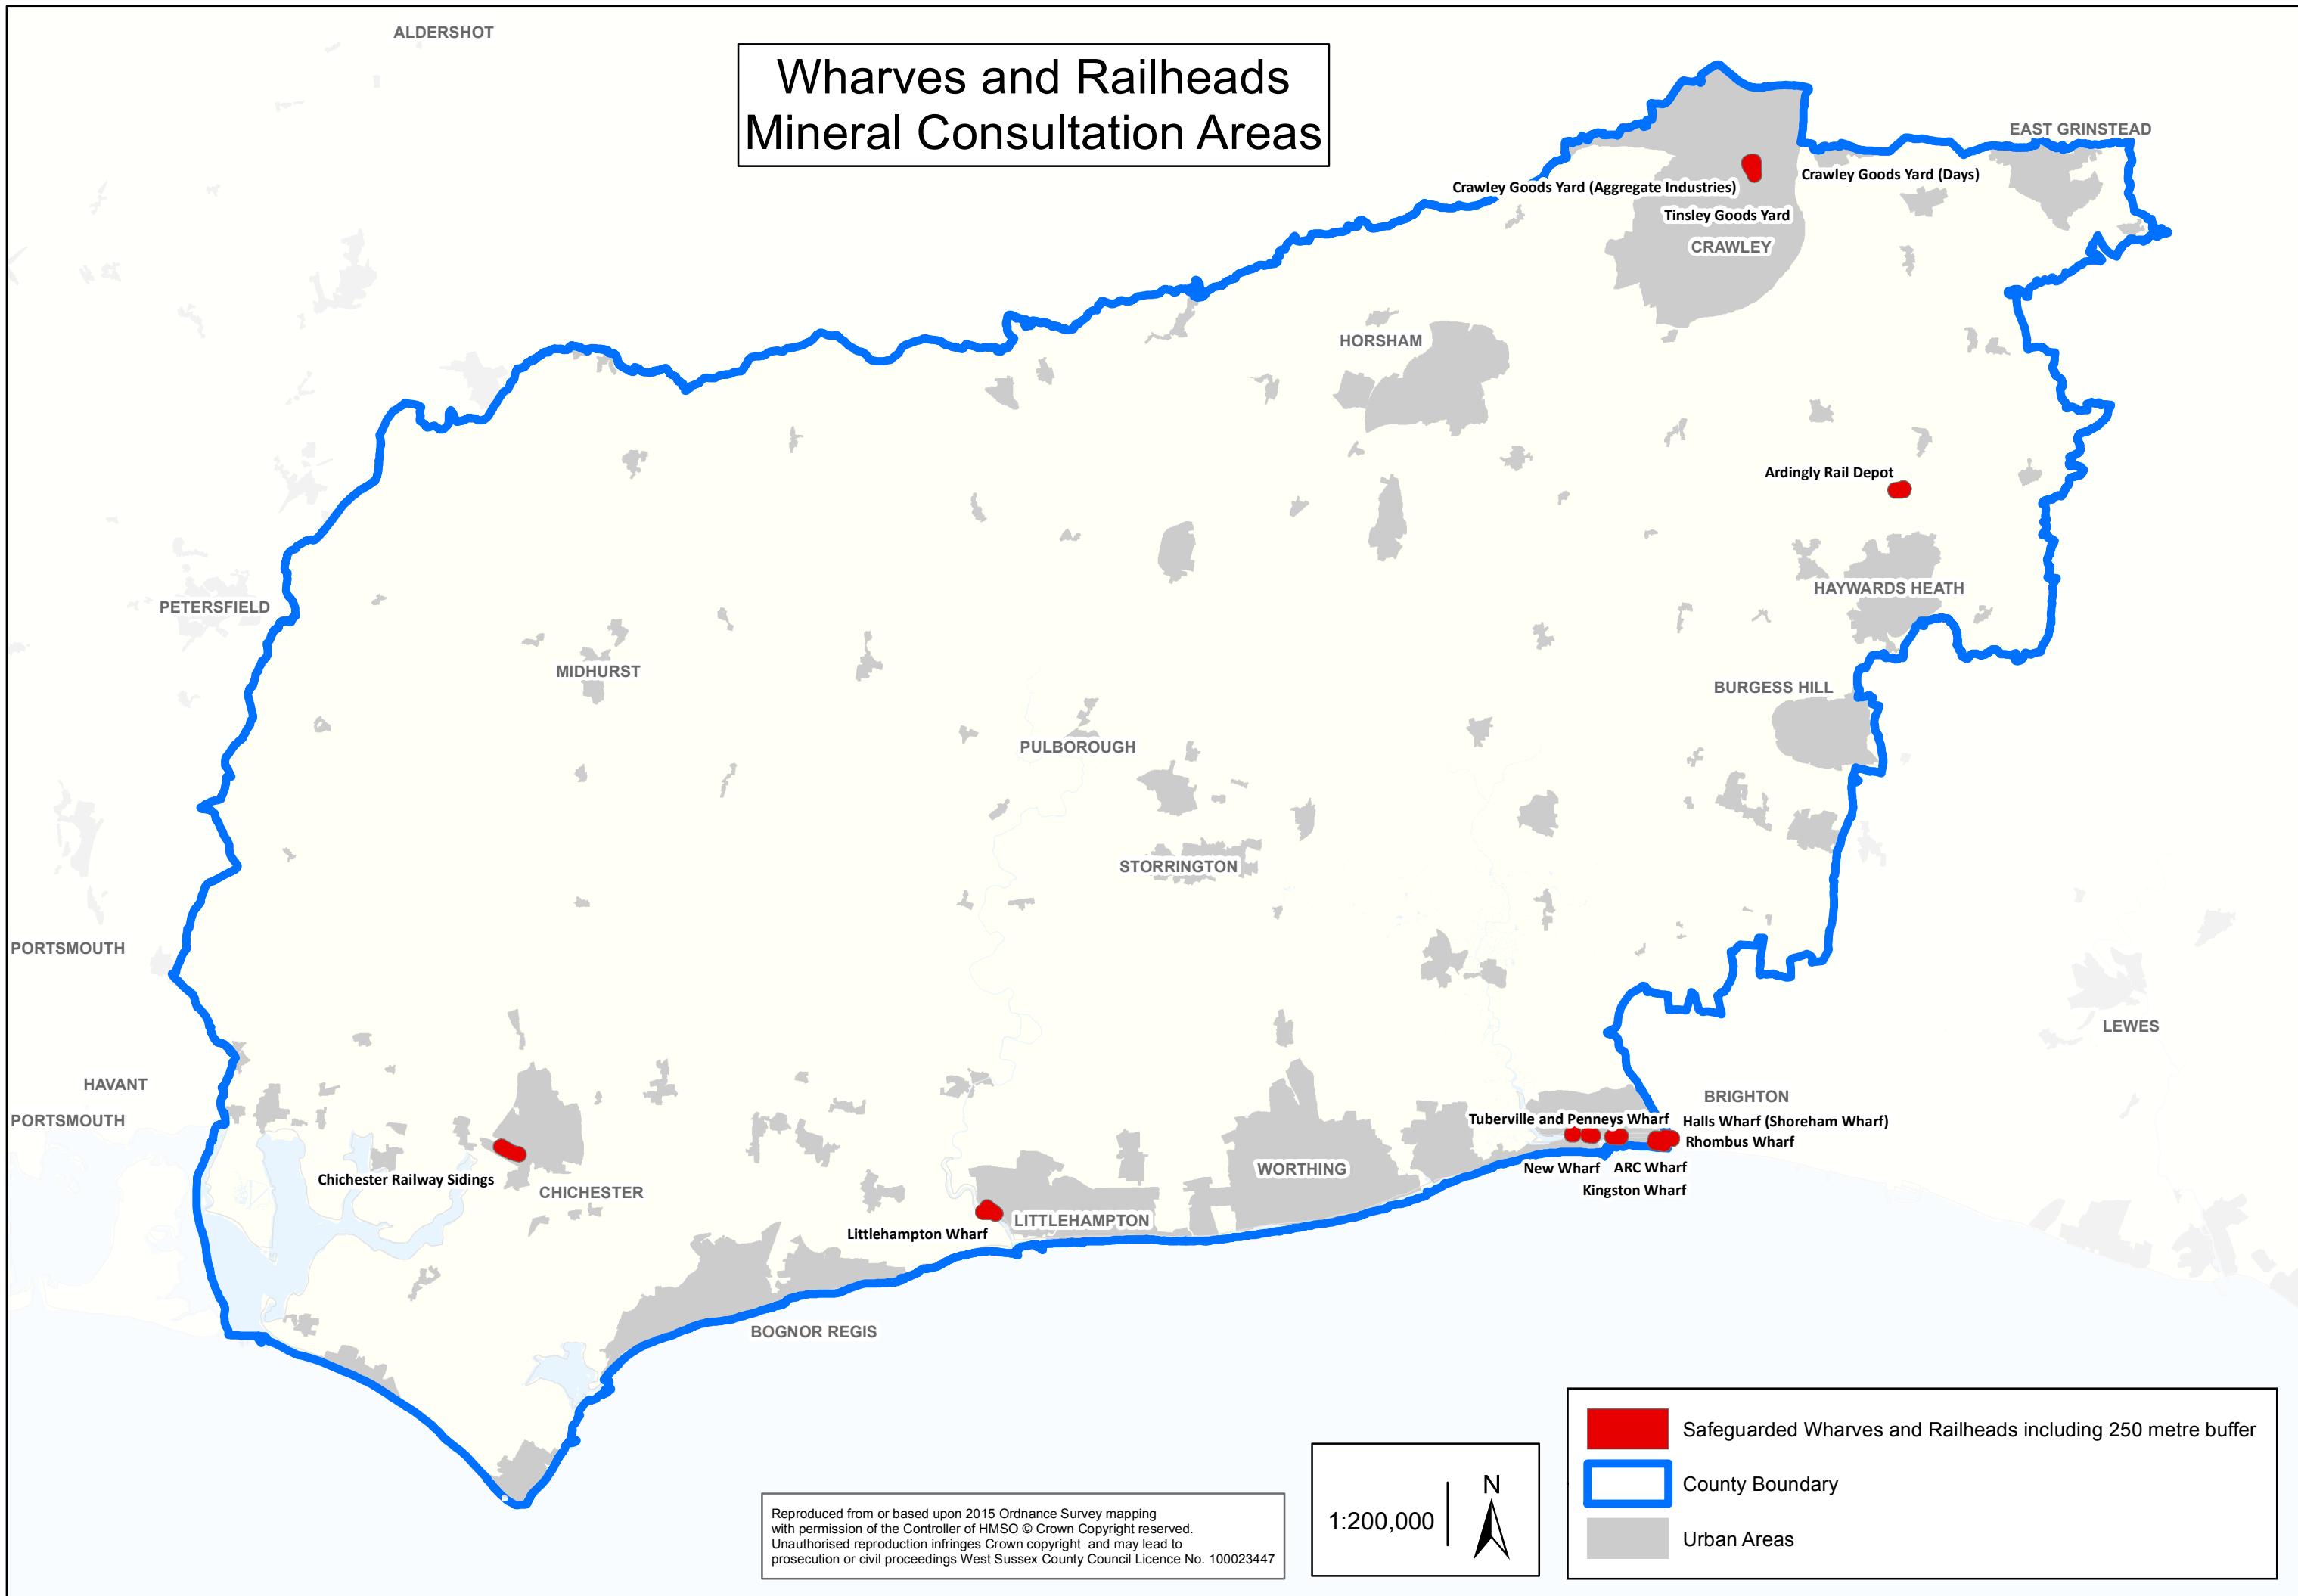 ALDERSHOT
Wharves and Railheads
Mineral Consultation Areas
EAST GRINSTEAD
Crawley Goods Yard (Days)
Crawley Goods Yard (Aggregate Industries)
Tinsley Goods Yard
CRAWLEY
HORSHAM
Ardingly Rail Depot
HAYWARDS HEATH
PETERSFIELD
MIDHURST
BURGESS HILL
PULBOROUGH
STORRINGTON
PORTSMOUTH
LEWES
HAVANT
BRIGHTON
PORTSMOUTH
Tuberville and Penneys Wharf
Halls Wharf (Shoreham Wharf)
Rhombus Wharf
WORTHING
New Wharf
ARC Wharf
Chichester Railway Sidings
Kingston Wharf
CHICHESTER
LITTLEHAMPTON
Littlehampton Wharf
BOGNOR REGIS
Safeguarded Wharves and Railheads including 250 metre buffer
County Boundary
Urban Areas
N
1:200,000
Reproduced from or based upon 2015 Ordnance Survey mapping
with permission of the Controller of HMSO © Crown Copyright reserved.
Unauthorised reproduction infringes Crown copyright and may lead to
prosecution or civil proceedings West Sussex County Council Licence No. 100023447